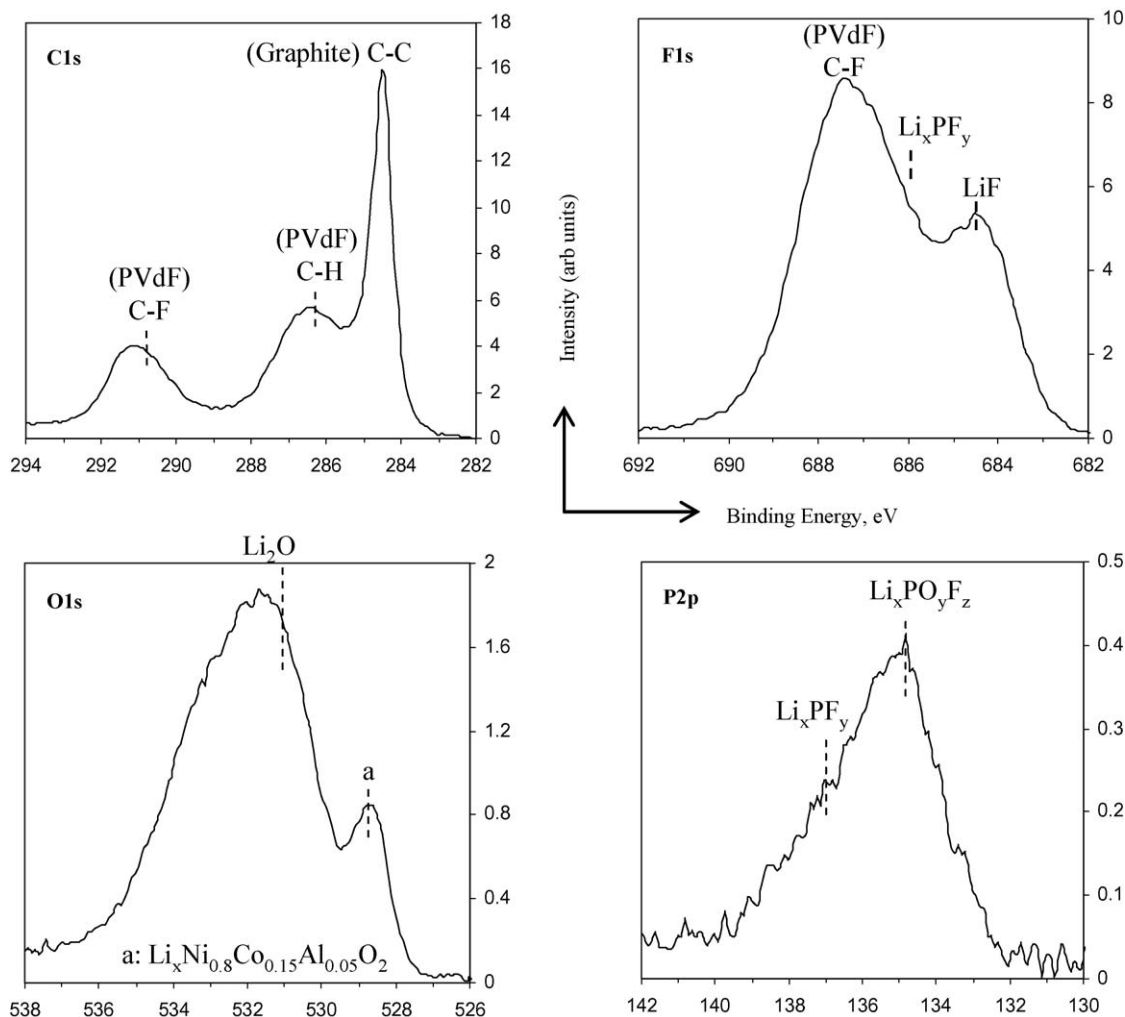 C1s
(Graphite) C-C
(PVdF)
C-H
(PVdF)
C-F
18
16
14
12
10
8
6
4
2
0
294 292 290 288 286 284 282
F1s
(PVdF)
C-F
LiₓPFᵧ
LiF
10
8
6
4
2
0
692 690 688 686 684 682
Intensity (arb units)
Binding Energy, eV
O1s
Li₂O
a
a: LiₓNi₀.₈Co₀.₁₅Al₀.₀₅O₂
2
1.6
1.2
0.8
0.4
0
538 536 534 532 530 528 526
P2p
LiₓPOᵧF_z
LiₓPFᵧ
0.5
0.4
0.3
0.2
0.1
0
142 140 138 136 134 132 130